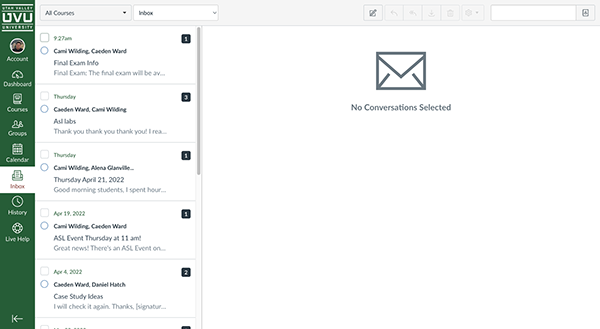 UTAH VALLEY
UVU
UNIVERSITY
Account
Dashboard
Courses
Groups
Calendar
Inbox
History
Live Help
All Courses
Inbox
9:27am
1
Cami Wilding, Caeden Ward
Final Exam Info
Final Exam: The final exam will be av...
Thursday
3
Caeden Ward, Cami Wilding
Asl labs
Thank you thank you thank you! I rea...
Thursday
1
Cami Wilding, Alena Glanville...
Thursday April 21, 2022
Good morning students, I spent hour...
Apr 19, 2022
1
Cami Wilding, Caeden Ward
ASL Event Thursday at 11 am!
Great news! There's an ASL Event on...
Apr 4, 2022
2
Caeden Ward, Daniel Hatch
Case Study Ideas
I will check it again. Thanks, [signatur...
No Conversations Selected